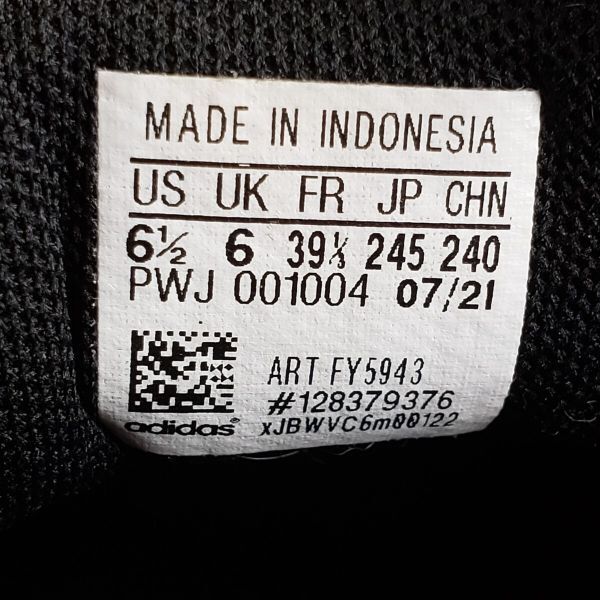 MADE IN INDONESIA
US UK FR JP CHN
6½ 6 39⅓ 245 240
PWJ 001004 07/21
ART FY5943
#128379376
adidas® xJBWVC6m00122